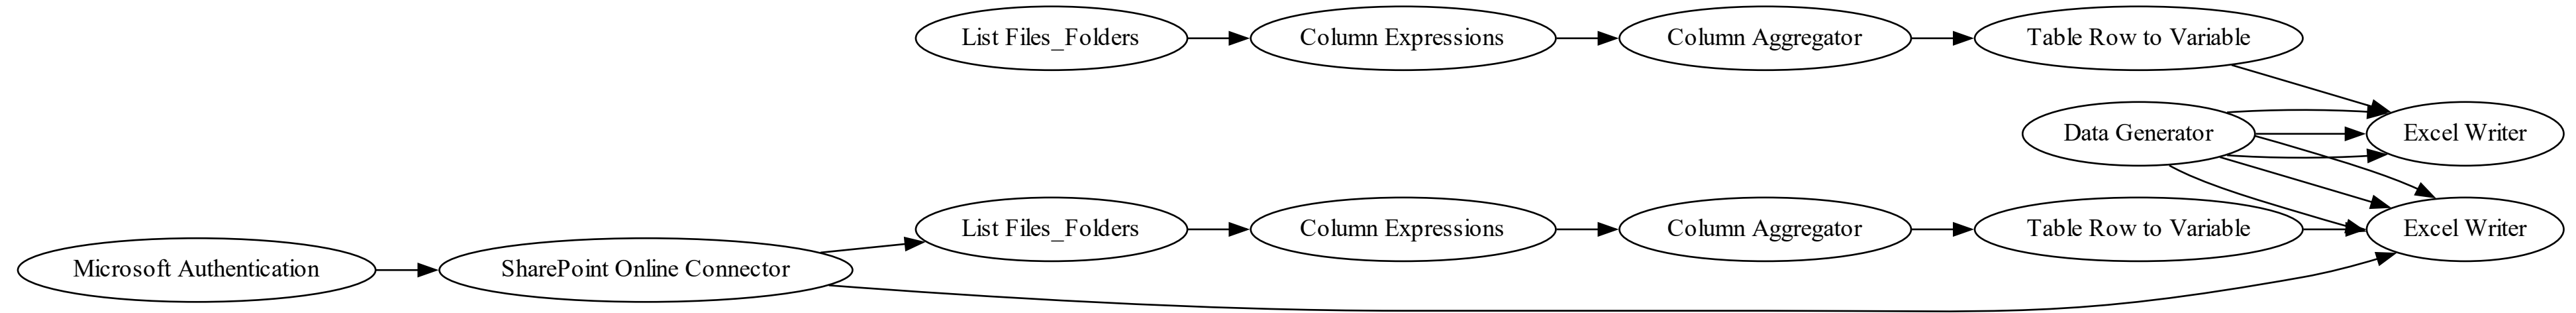 List Files_Folders
Column Expressions
Column Aggregator
Table Row to Variable
Data Generator
Excel Writer
Microsoft Authentication
SharePoint Online Connector
List Files_Folders
Column Expressions
Column Aggregator
Table Row to Variable
Excel Writer